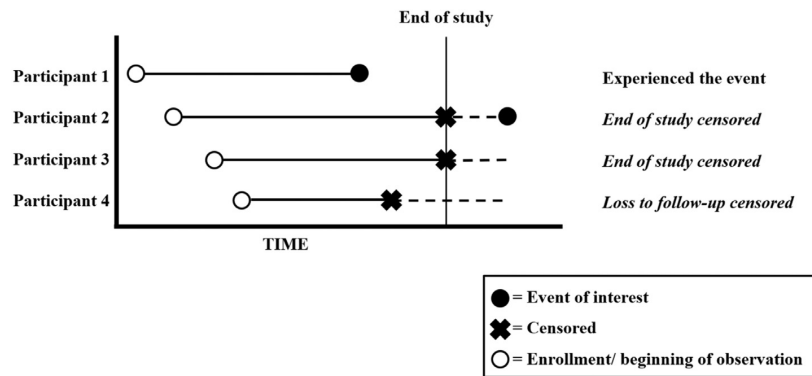 End of study
Participant 1 Experienced the event
Participant 2 End of study censored
Participant 3 End of study censored
Participant 4 Loss to follow-up censored
TIME
= Event of interest
= Censored
= Enrollment/ beginning of observation